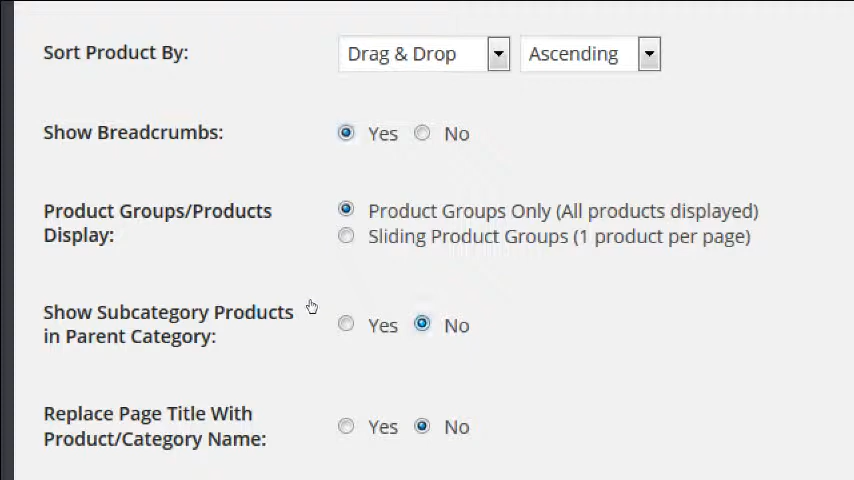 Sort Product By: Drag & Drop Ascending
Show Breadcrumbs: Yes No
Product Groups/Products Display: Product Groups Only (All products displayed)
Sliding Product Groups (1 product per page)
Show Subcategory Products
in Parent Category: Yes No
Replace Page Title With
Product/Category Name: Yes No